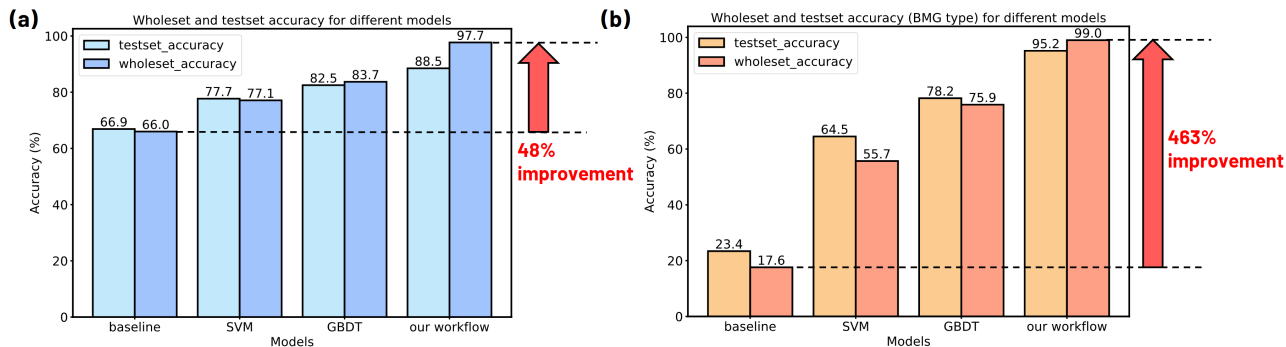 (a)
Wholeset and testset accuracy for different models
testset_accuracy
wholeset_accuracy
Accuracy (%)
100
80
60
40
20
0
66.9
66.0
77.7
77.1
82.5
83.7
88.5
97.7
baseline
SVM
GBDT
our workflow
Models
48%
improvement
(b)
Wholeset and testset accuracy (BMG type) for different models
testset_accuracy
wholeset_accuracy
Accuracy (%)
100
80
60
40
20
0
23.4
17.6
64.5
55.7
78.2
75.9
95.2
99.0
baseline
SVM
GBDT
our workflow
Models
463%
improvement